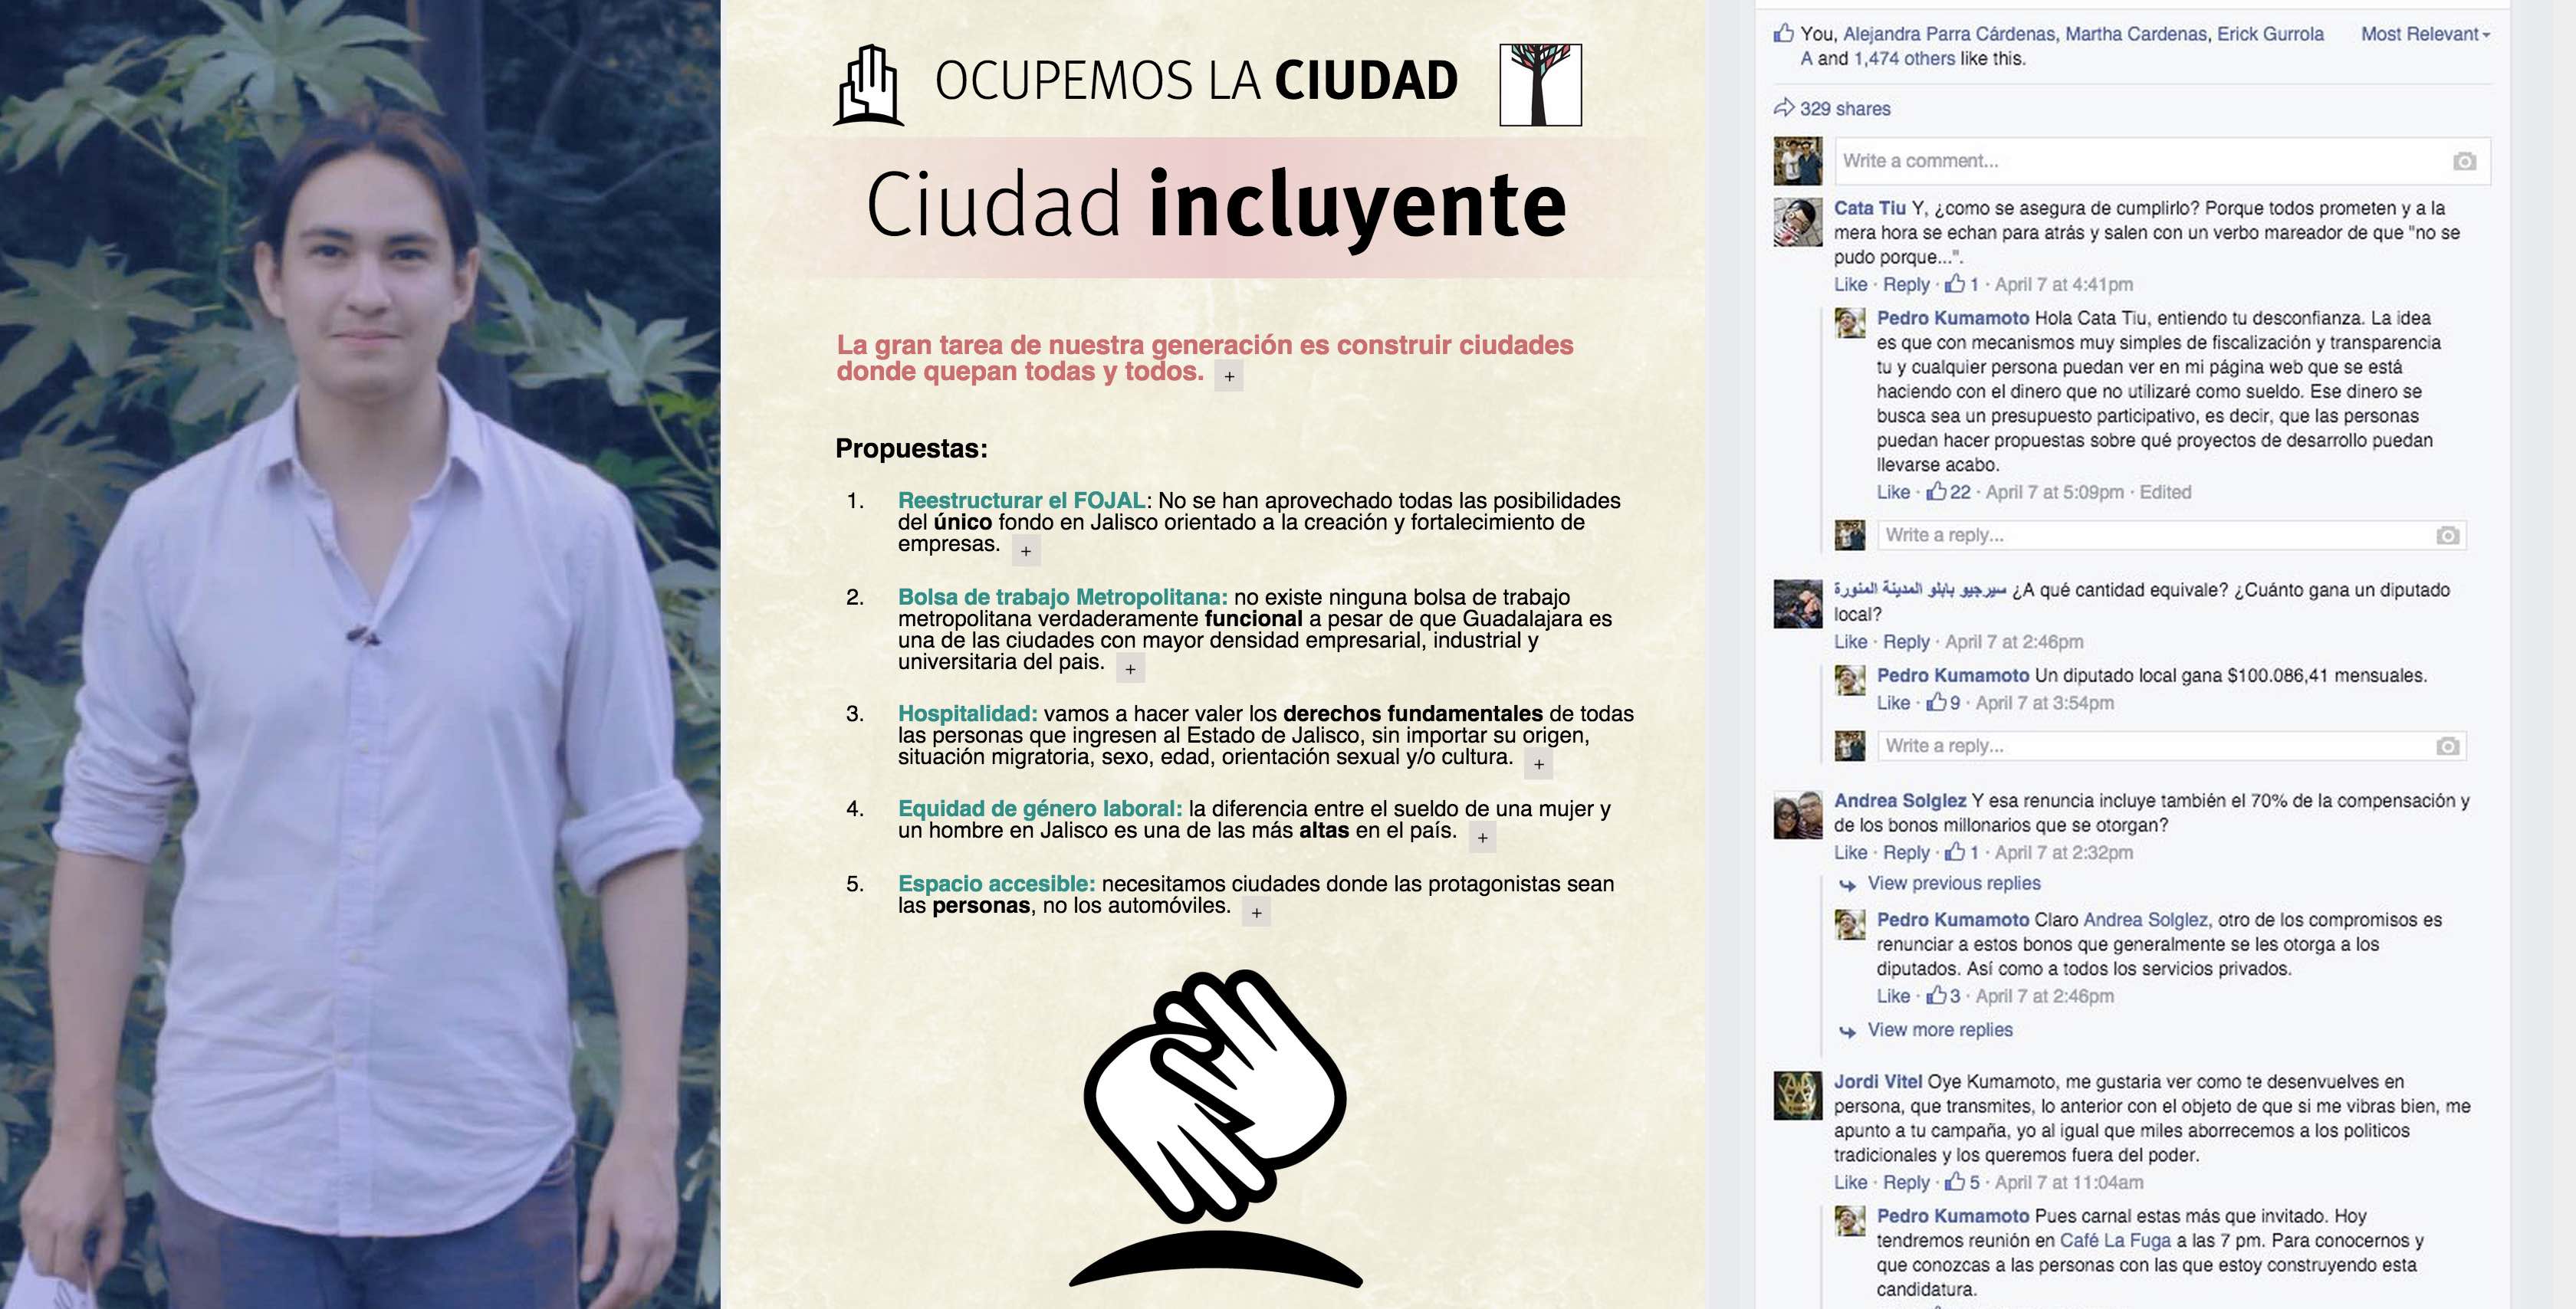 OCUPEMOS LA CIUDAD
Ciudad incluyente
La gran tarea de nuestra generación es construir ciudades
donde quepan todas y todos. +
Propuestas:
1. Reestructurar el FOJAL: No se han aprovechado todas las posibilidades
del único fondo en Jalisco orientado a la creación y fortalecimiento de
empresas. +
2. Bolsa de trabajo Metropolitana: no existe ninguna bolsa de trabajo
metropolitana verdaderamente funcional a pesar de que Guadalajara es
una de las ciudades con mayor densidad empresarial, industrial y
universitaria del pais. +
3. Hospitalidad: vamos a hacer valer los derechos fundamentales de todas
las personas que ingresen al Estado de Jalisco, sin importar su origen,
situación migratoria, sexo, edad, orientación sexual y/o cultura. +
4. Equidad de género laboral: la diferencia entre el sueldo de una mujer y
un hombre en Jalisco es una de las más altas en el país. +
5. Espacio accesible: necesitamos ciudades donde las protagonistas sean
las personas, no los automóviles. +
You, Alejandra Parra Cárdenas, Martha Cardenas, Erick Gurrola
A and 1,474 others like this.
Most Relevant
329 shares
Write a comment...
Cata Tiu Y, ¿como se asegura de cumplirlo? Porque todos prometen y a la
mera hora se echan para atrás y salen con un verbo mareador de que "no se
pudo porque...".
Like · Reply · 1 · April 7 at 4:41pm
Pedro Kumamoto Hola Cata Tiu, entiendo tu desconfianza. La idea
es que con mecanismos muy simples de fiscalización y transparencia
tu y cualquier persona puedan ver en mi página web que se está
haciendo con el dinero que no utilizaré como sueldo. Ese dinero se
busca sea un presupuesto participativo, es decir, que las personas
puedan hacer propuestas sobre qué proyectos de desarrollo puedan
llevarse acabo.
Like · 22 · April 7 at 5:09pm · Edited
Write a reply...
سيرجيو بابلو المدينة المنورة ¿A qué cantidad equivale? ¿Cuánto gana un diputado
local?
Like · Reply · April 7 at 2:46pm
Pedro Kumamoto Un diputado local gana $100.086,41 mensuales.
Like · 9 · April 7 at 3:54pm
Write a reply...
Andrea Solglez Y esa renuncia incluye también el 70% de la compensación y
de los bonos millonarios que se otorgan?
Like · Reply · 1 · April 7 at 2:32pm
View previous replies
Pedro Kumamoto Claro Andrea Solglez, otro de los compromisos es
renunciar a estos bonos que generalmente se les otorga a los
diputados. Así como a todos los servicios privados.
Like · 3 · April 7 at 2:46pm
View more replies
Jordi Vitel Oye Kumamoto, me gustaria ver como te desenvuelves en
persona, que transmites, lo anterior con el objeto de que si me vibras bien, me
apunto a tu campaña, yo al igual que miles aborrecemos a los politicos
tradicionales y los queremos fuera del poder.
Like · Reply · 5 · April 7 at 11:04am
Pedro Kumamoto Pues carnal estas más que invitado. Hoy
tendremos reunión en Café La Fuga a las 7 pm. Para conocernos y
que conozcas a las personas con las que estoy construyendo esta
candidatura.